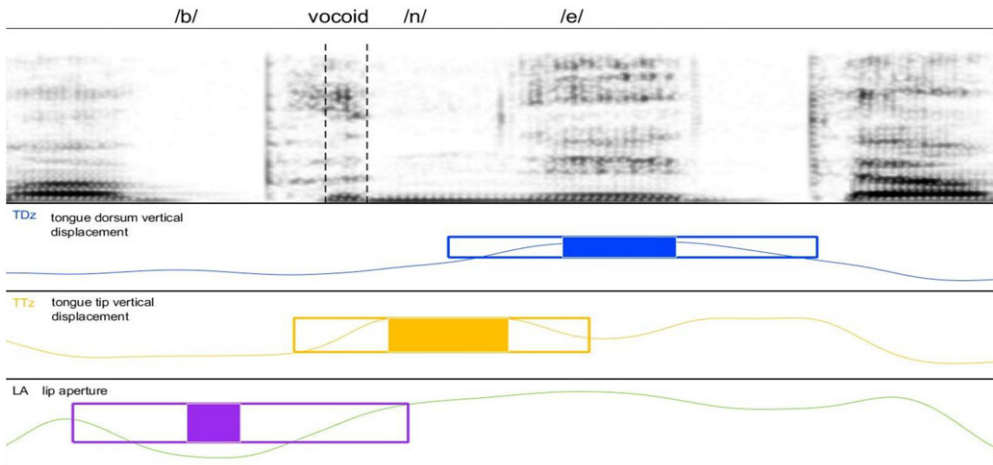 /b/ vocoid /n/ /e/
TDz tongue dorsum vertical
displacement
TTz tongue tip vertical
displacement
LA lip aperture